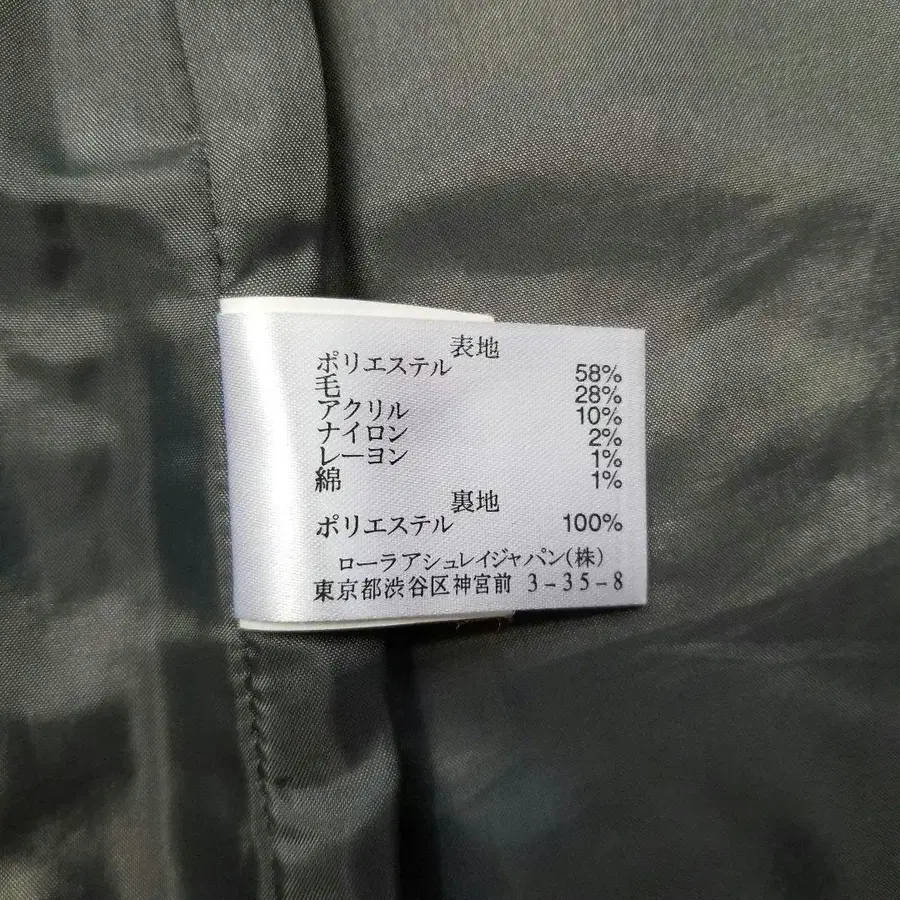 表地
ポリエステル 58%
毛 28%
アクリル 10%
ナイロン 2%
レーヨン 1%
綿 1%
裏地
ポリエステル 100%
ローラアシュレイジャパン(株)
東京都渋谷区神宮前 3-35-8